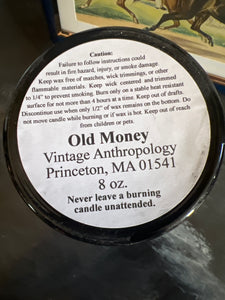 Caution:
Failure to follow instructions could
result in fire hazard, injury, or smoke damage
Keep wax free of matches, wick trimmings, or other
flammable materials. Keep wick centered and trimmed
to 1/4" to prevent smoking. Burn only on a stable heat resistant
surface for not more than 4 hours at a time. Keep out of drafts.
Discontinue use when only 1/2" of wax remains on the bottom. Do
not move candle while burning or if wax is hot. Keep out of reach
from children or pets.
Old Money
Vintage Anthropology
Princeton, MA 01541
8 oz.
Never leave a burning
candle unattended.